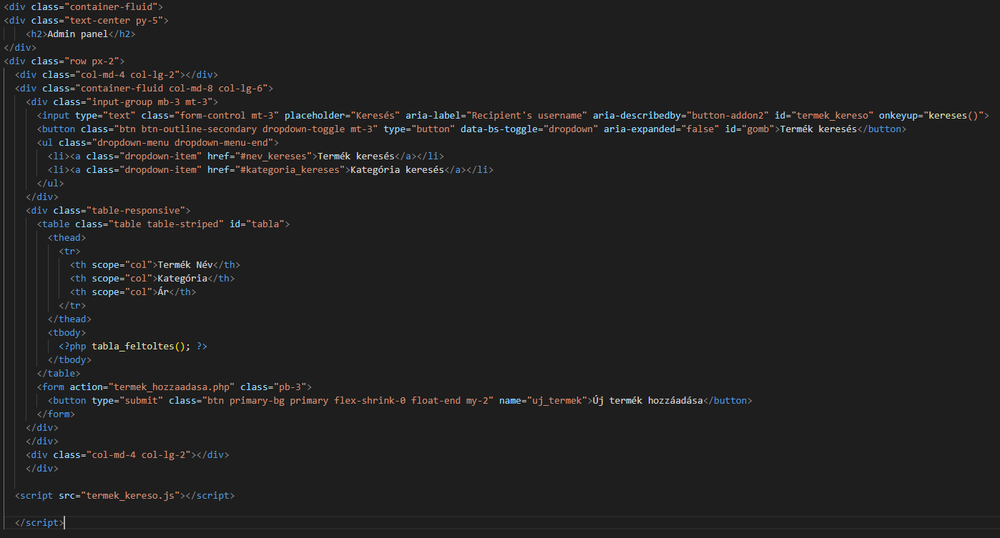 <div class="container-fluid">
<div class="text-center py-5">
<h2>Admin panel</h2>
</div>
<div class="row px-2">
<div class="col-md-4 col-lg-2"></div>
<div class="container-fluid col-md-8 col-lg-6">
<div class="input-group mb-3 mt-3">
<input type="text" class="form-control mt-3" placeholder="Keresés" aria-label="Recipient's username" aria-describedby="button-addon2" id="termek_kereso" onkeyup="kereses()">
<button class="btn btn-outline-secondary dropdown-toggle mt-3" type="button" data-bs-toggle="dropdown" aria-expanded="false" id="gomb">Termék keresés</button>
<ul class="dropdown-menu dropdown-menu-end">
<li><a class="dropdown-item" href="#nev_kereses">Termék keresés</a></li>
<li><a class="dropdown-item" href="#kategoria_kereses">Kategória keresés</a></li>
</ul>
</div>
<div class="table-responsive">
<table class="table table-striped" id="tabla">
<thead>
<tr>
<th scope="col">Termék Név</th>
<th scope="col">Kategória</th>
<th scope="col">Ár</th>
</tr>
</thead>
<tbody>
<?php tabla_feltoltes(); ?>
</tbody>
</table>
<form action="termek_hozzaadasa.php" class="pb-3">
<button type="submit" class="btn primary-bg primary flex-shrink-0 float-end my-2" name="uj_termek">Új termék hozzáadása</button>
</form>
</div>
</div>
<div class="col-md-4 col-lg-2"></div>
</div>
<script src="termek_kereso.js"></script>
</script>